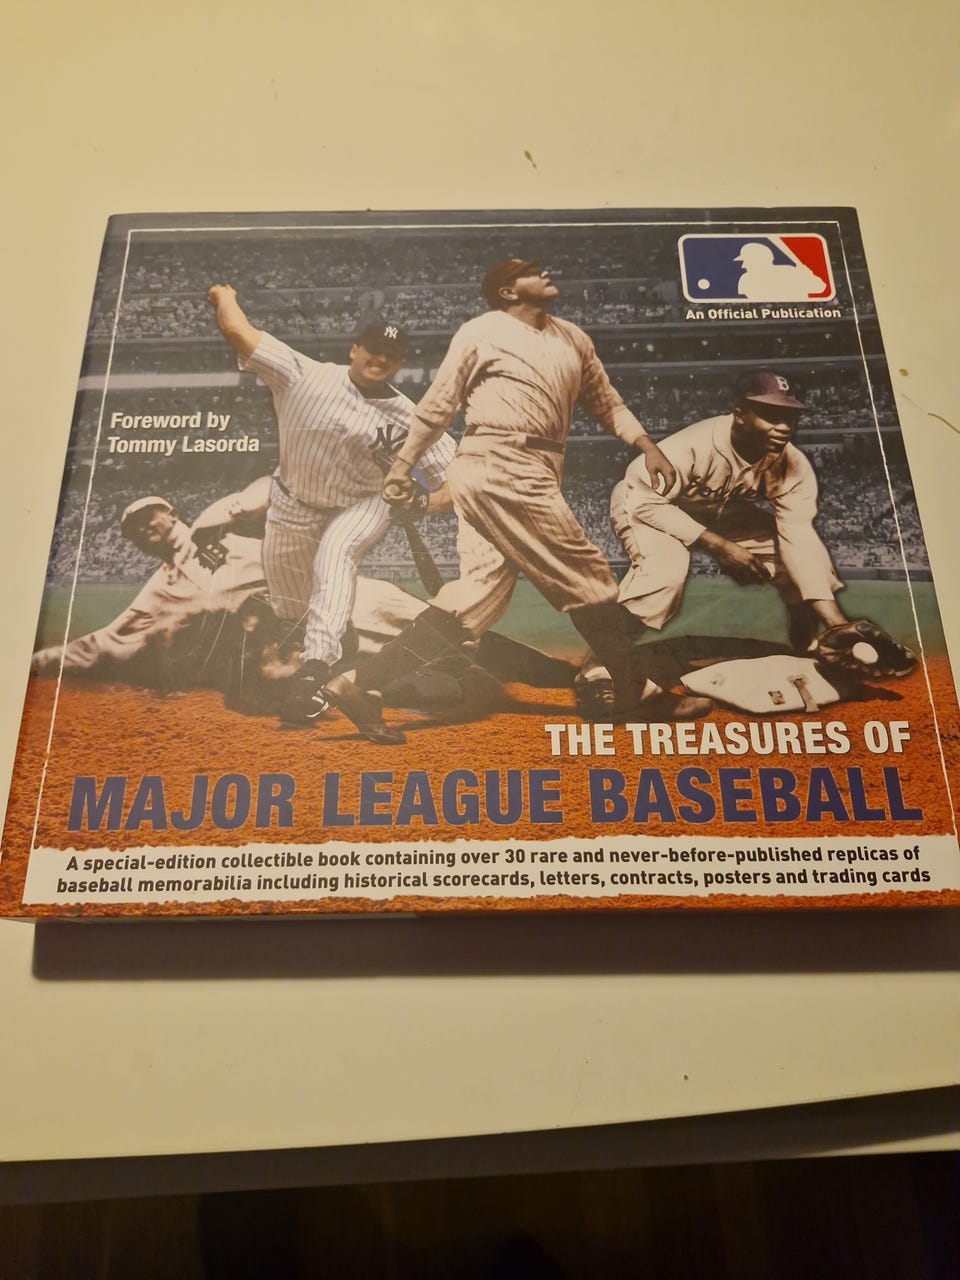 An Official Publication
Foreword by
Tommy Lasorda
NY
NY
B
THE TREASURES OF
MAJOR LEAGUE BASEBALL
A special-edition collectible book containing over 30 rare and never-before-published replicas of
baseball memorabilia including historical scorecards, letters, contracts, posters and trading cards